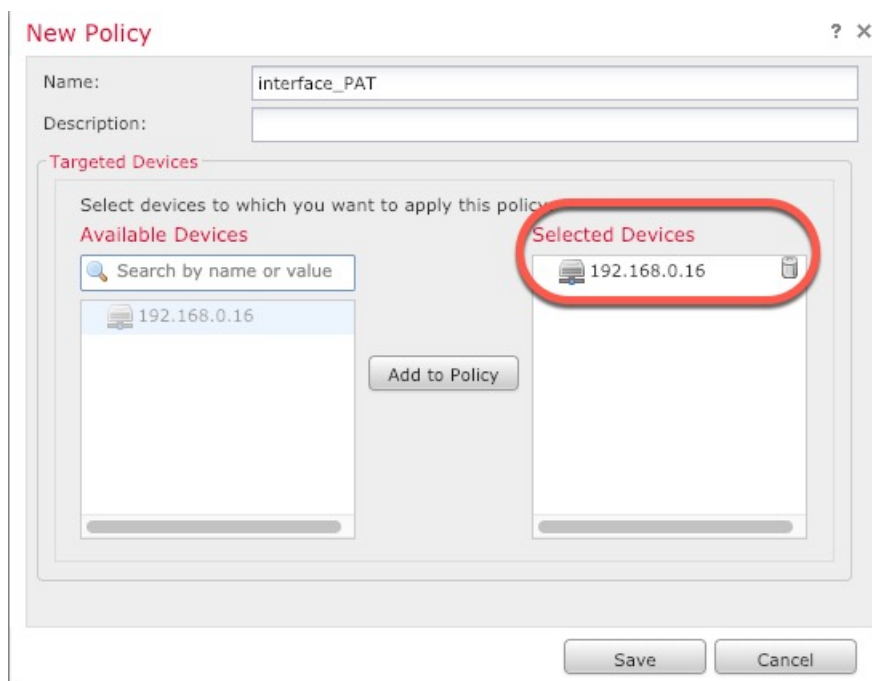 New Policy
? ×
Name: interface_PAT
Description:
Targeted Devices
Select devices to which you want to apply this policy
Available Devices
Selected Devices
Search by name or value
192.168.0.16
192.168.0.16
Add to Policy
Save
Cancel